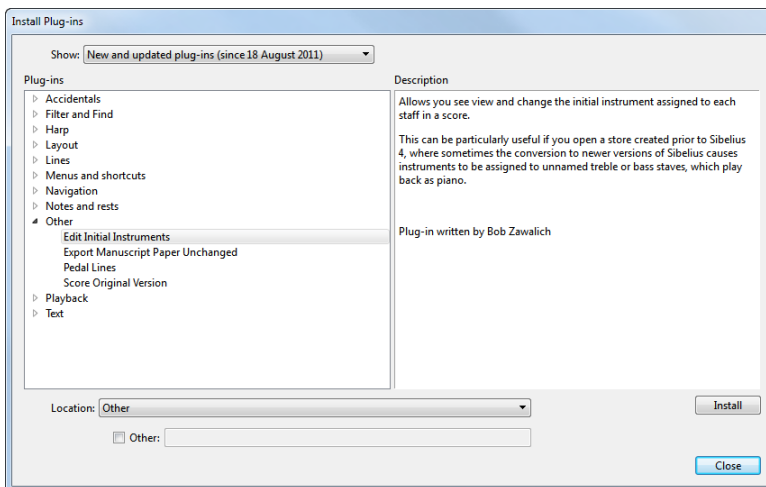 Install Plug-ins
Show: New and updated plug-ins (since 18 August 2011)
Plug-ins
Accidentals
Filter and Find
Harp
Layout
Lines
Menus and shortcuts
Navigation
Notes and rests
Other
Edit Initial Instruments
Export Manuscript Paper Unchanged
Pedal Lines
Score Original Version
Playback
Text
Description
Allows you see view and change the initial instrument assigned to each
staff in a score.
This can be particularly useful if you open a store created prior to Sibelius
4, where sometimes the conversion to newer versions of Sibelius causes
instruments to be assigned to unnamed treble or bass staves, which play
back as piano.
Plug-in written by Bob Zawalich
Location: Other
Install
Other:
Close